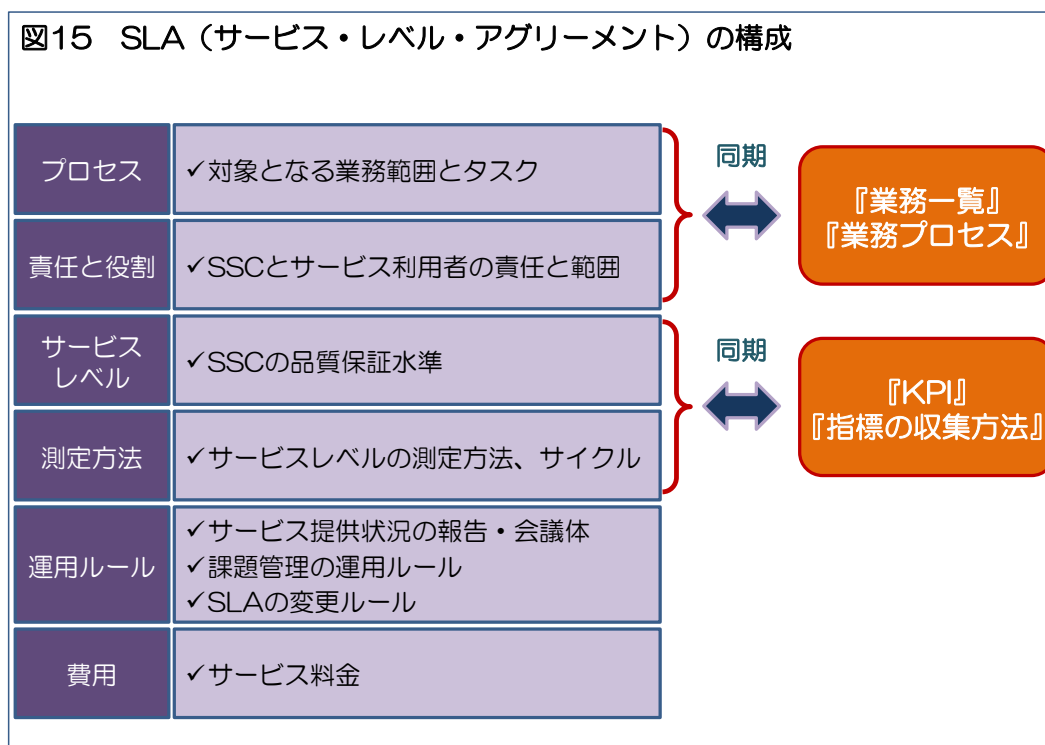 図15 SLA（サービス・レベル・アグリーメント）の構成
プロセス
✓対象となる業務範囲とタスク
責任と役割
✓SSCとサービス利用者の責任と範囲
同期
『業務一覧』
『業務プロセス』
サービス
レベル
✓SSCの品質保証水準
測定方法
✓サービスレベルの測定方法、サイクル
同期
『KPI』
『指標の収集方法』
運用ルール
✓サービス提供状況の報告・会議体
✓課題管理の運用ルール
✓SLAの変更ルール
費用
✓サービス料金